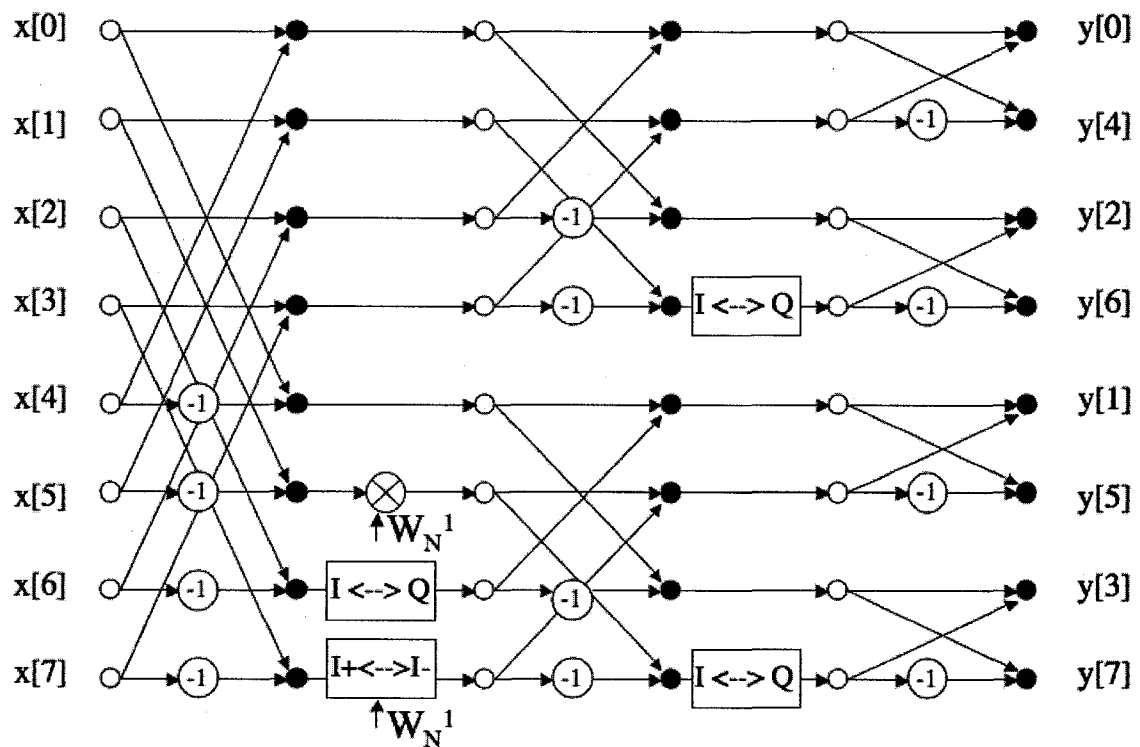 x[0] y[0]
x[1] -1 y[4]
x[2] -1 y[2]
x[3] -1 I <--> Q -1 y[6]
x[4] -1 y[1]
x[5] -1 -1 y[5]
W_N^1
x[6] -1 I <--> Q -1 y[3]
x[7] -1 I+<-->I- -1 I <--> Q -1 y[7]
W_N^1